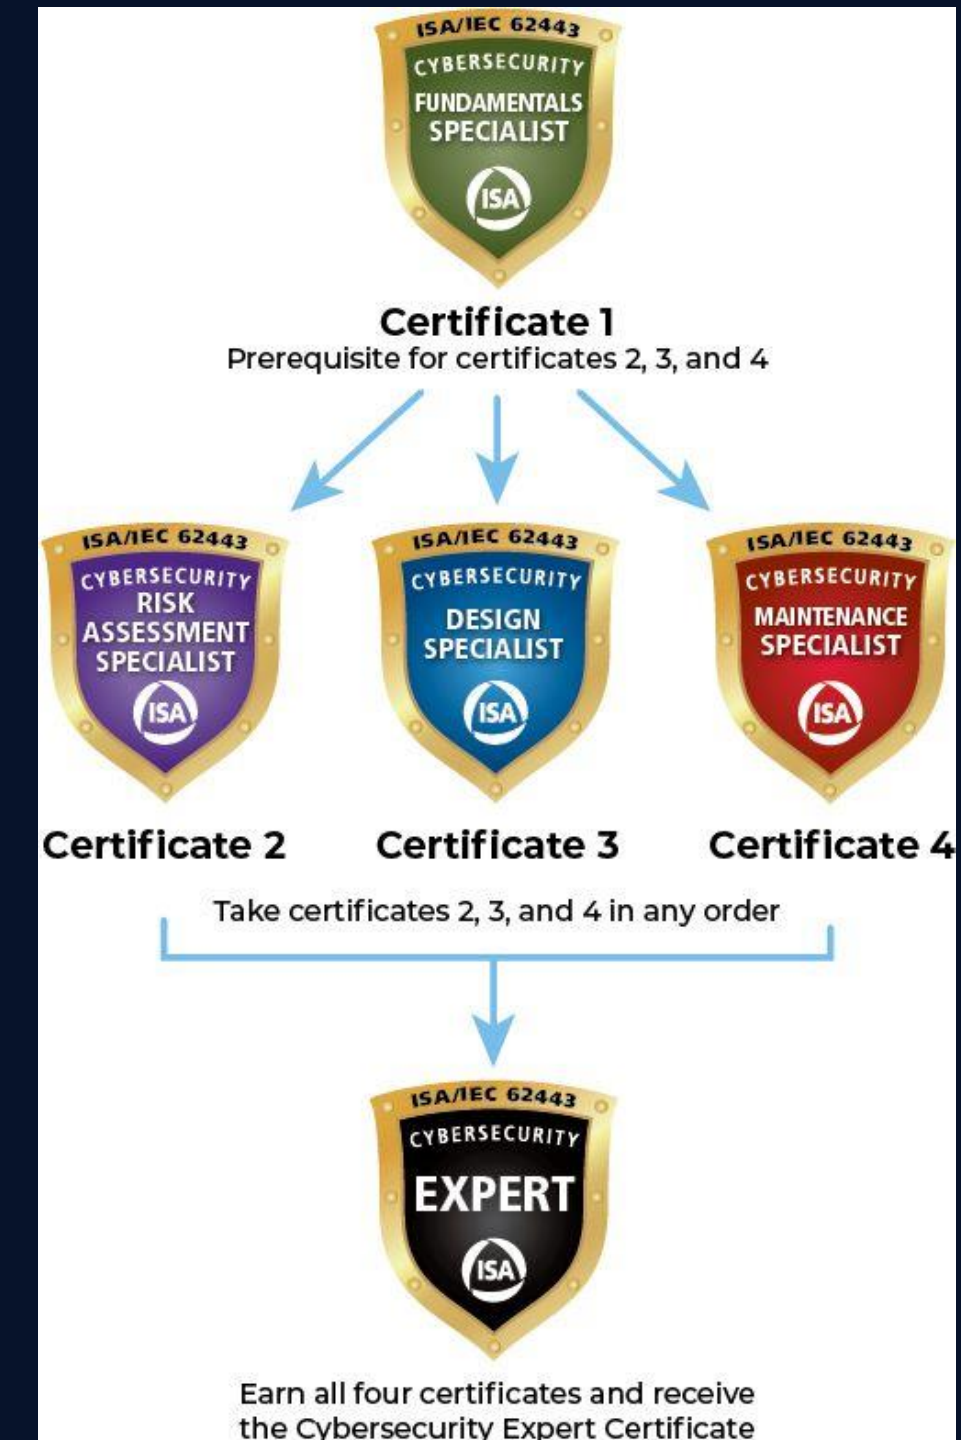 ISA/IEC 62443
CYBERSECURITY
FUNDAMENTALS
SPECIALIST
ISA
Certificate 1
Prerequisite for certificates 2, 3, and 4
ISA/IEC 62443
CYBERSECURITY
RISK
ASSESSMENT
SPECIALIST
ISA
ISA/IEC 62443
CYBERSECURITY
DESIGN
SPECIALIST
ISA
ISA/IEC 62443
CYBERSECURITY
MAINTENANCE
SPECIALIST
ISA
Certificate 2
Certificate 3
Certificate 4
Take certificates 2, 3, and 4 in any order
ISA/IEC 62443
CYBERSECURITY
EXPERT
ISA
Earn all four certificates and receive
the Cybersecurity Expert Certificate